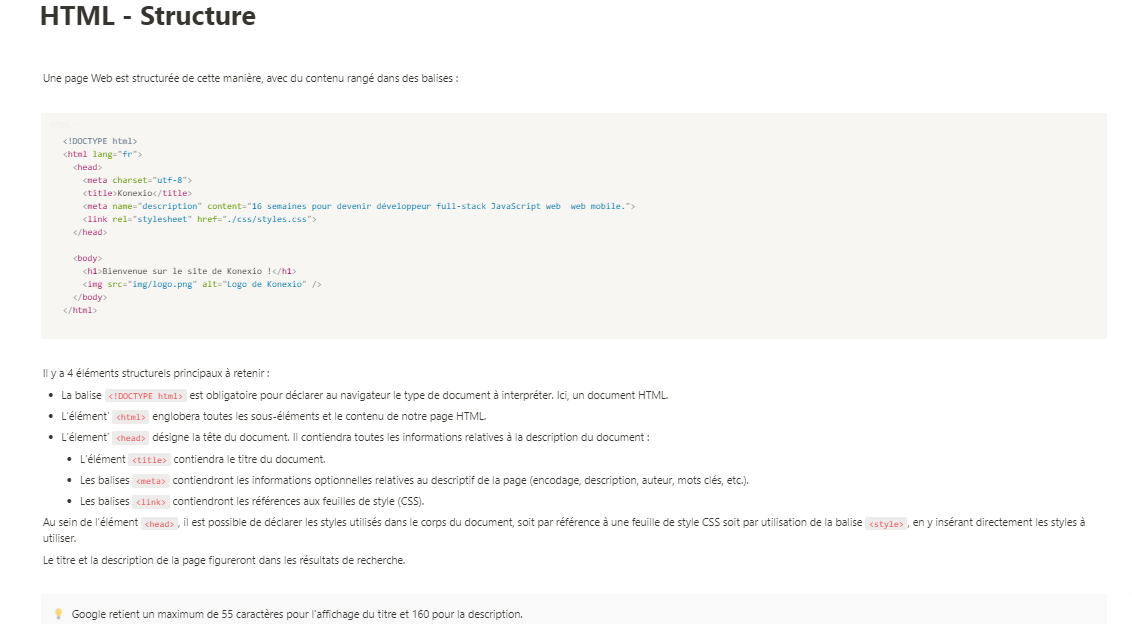 HTML - Structure
Une page Web est structurée de cette manière, avec du contenu rangé dans des balises :
<!DOCTYPE html>
<html lang="fr">
<head>
<meta charset="utf-8">
<title>Konexio</title>
<meta name="description" content="16 semaines pour devenir développeur full-stack JavaScript web  web mobile.">
<link rel="stylesheet" href="./css/styles.css">
</head>
<body>
<h1>Bienvenue sur le site de Konexio !</h1>
<img src="img/logo.png" alt="Logo de Konexio" />
</body>
</html>
Il y a 4 éléments structurels principaux à retenir :
• La balise <!DOCTYPE html> est obligatoire pour déclarer au navigateur le type de document à interpréter. Ici, un document HTML.
• L'élément' <html> englobera toutes les sous-éléments et le contenu de notre page HTML.
• L'élement' <head> désigne la tête du document. Il contiendra toutes les informations relatives à la description du document :
• L'élément <title> contiendra le titre du document.
• Les balises <meta> contiendront les informations optionnelles relatives au descriptif de la page (encodage, description, auteur, mots clés, etc.).
• Les balises <link> contiendront les références aux feuilles de style (CSS).
Au sein de l'élément <head>, il est possible de déclarer les styles utilisés dans le corps du document, soit par référence à une feuille de style CSS soit par utilisation de la balise <style>, en y insérant directement les styles à
utiliser.
Le titre et la description de la page figureront dans les résultats de recherche.
Google retient un maximum de 55 caractères pour l'affichage du titre et 160 pour la description.